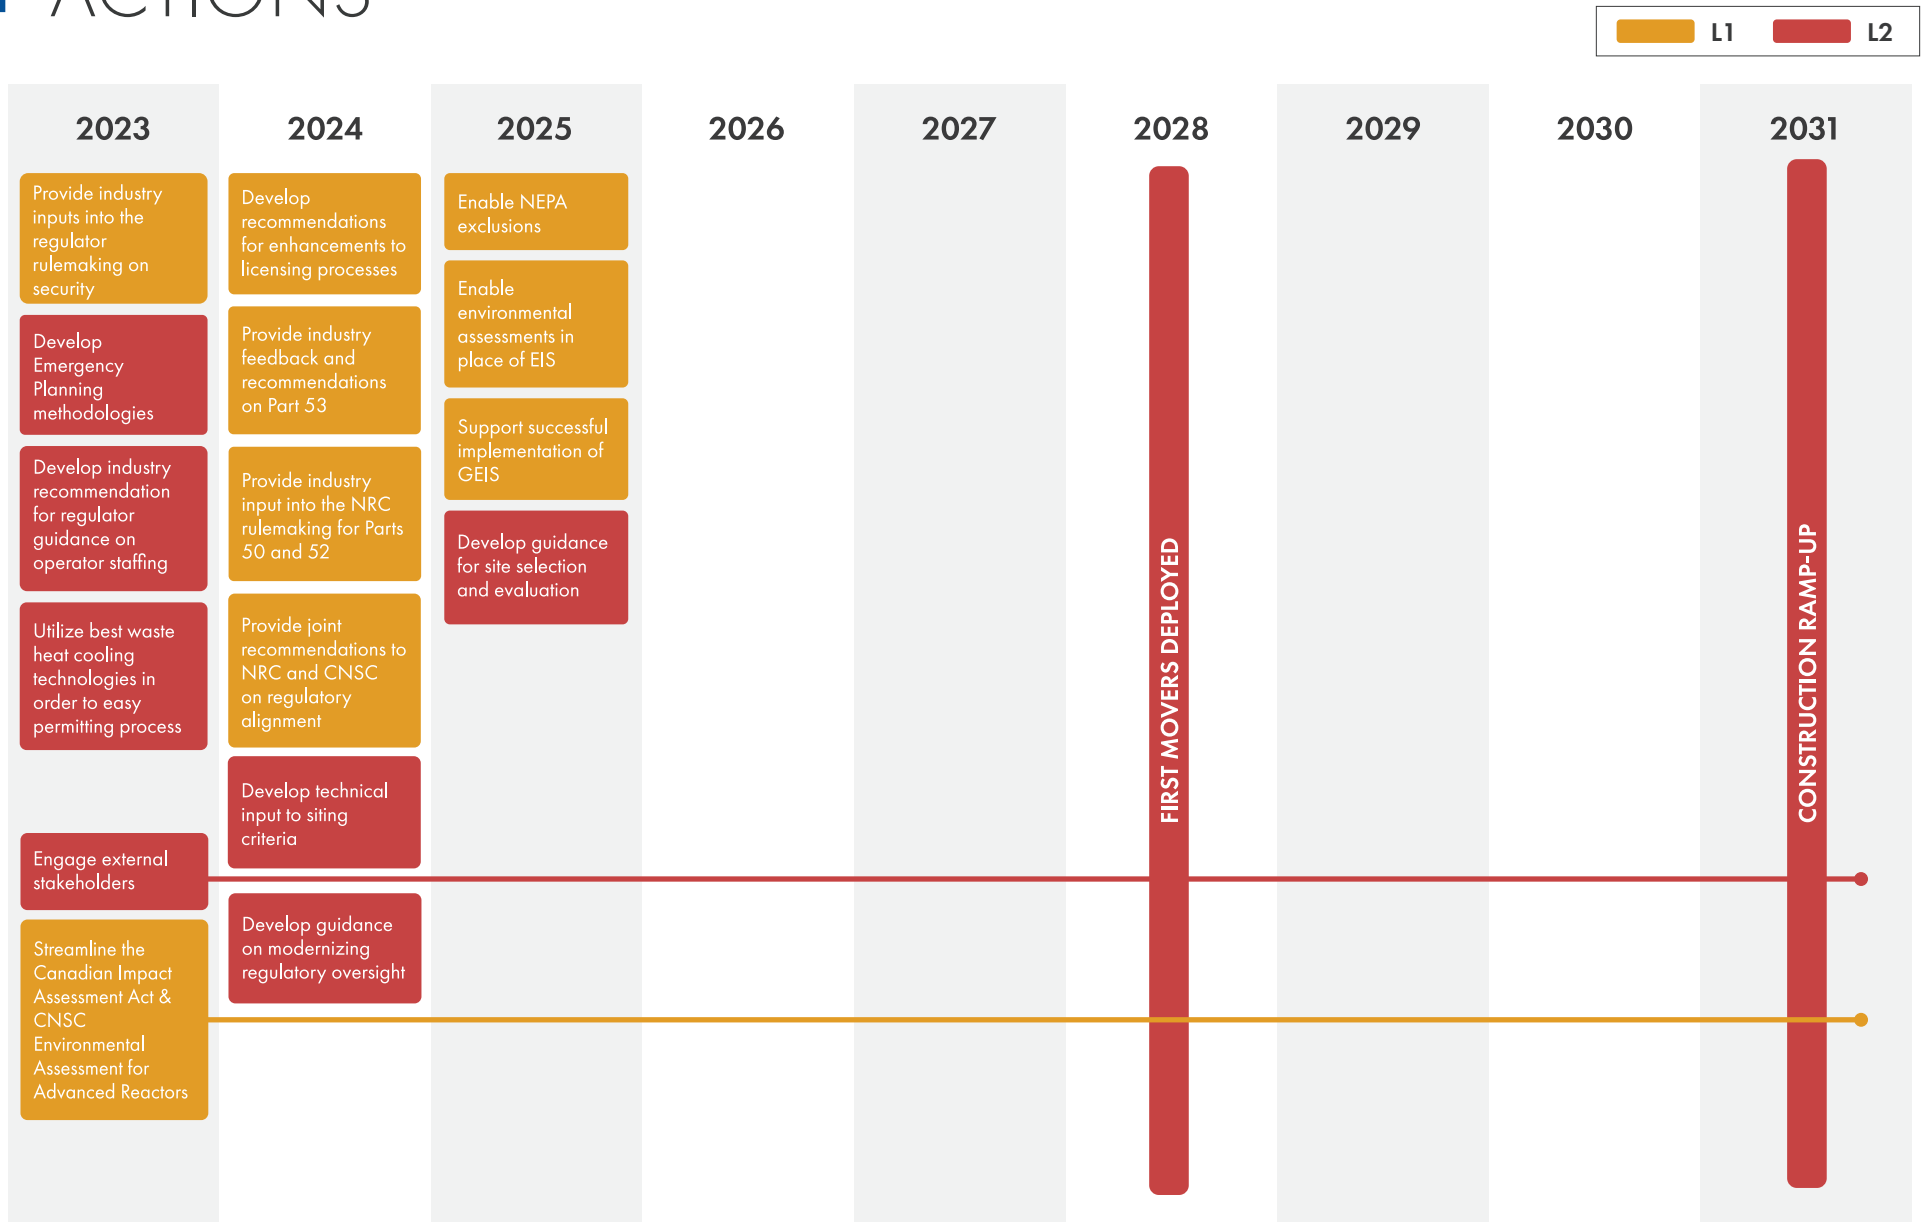 ACTIONS
L1
L2
2023
2024
2025
2026
2027
2028
2029
2030
2031
Provide industry
inputs into the
regulator
rulemaking on
security
Develop
Emergency
Planning
methodologies
Develop industry
recommendation
for regulator
guidance on
operator staffing
Utilize best waste
heat cooling
technologies in
order to easy
permitting process
Engage external
stakeholders
Streamline the
Canadian Impact
Assessment Act &
CNSC
Environmental
Assessment for
Advanced Reactors
Develop
recommendations
for enhancements to
licensing processes
Provide industry
feedback and
recommendations
on Part 53
Provide industry
input into the NRC
rulemaking for Parts
50 and 52
Provide joint
recommendations to
NRC and CNSC
on regulatory
alignment
Develop technical
input to siting
criteria
Develop guidance
on modernizing
regulatory oversight
Enable NEPA
exclusions
Enable
environmental
assessments in
place of EIS
Support successful
implementation of
GEIS
Develop guidance
for site selection
and evaluation
FIRST MOVERS DEPLOYED
CONSTRUCTION RAMP-UP